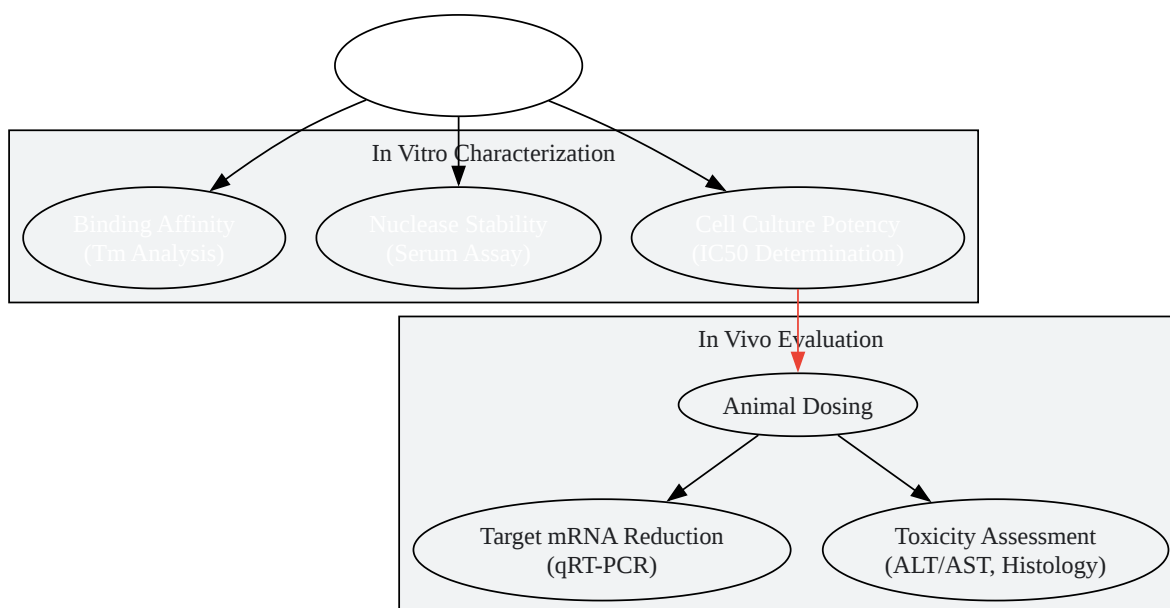 In Vitro Characterization
Binding Affinity
(Tm Analysis)
Nuclease Stability
(Serum Assay)
Cell Culture Potency
(IC50 Determination)
In Vivo Evaluation
Animal Dosing
Target mRNA Reduction
(qRT-PCR)
Toxicity Assessment
(ALT/AST, Histology)